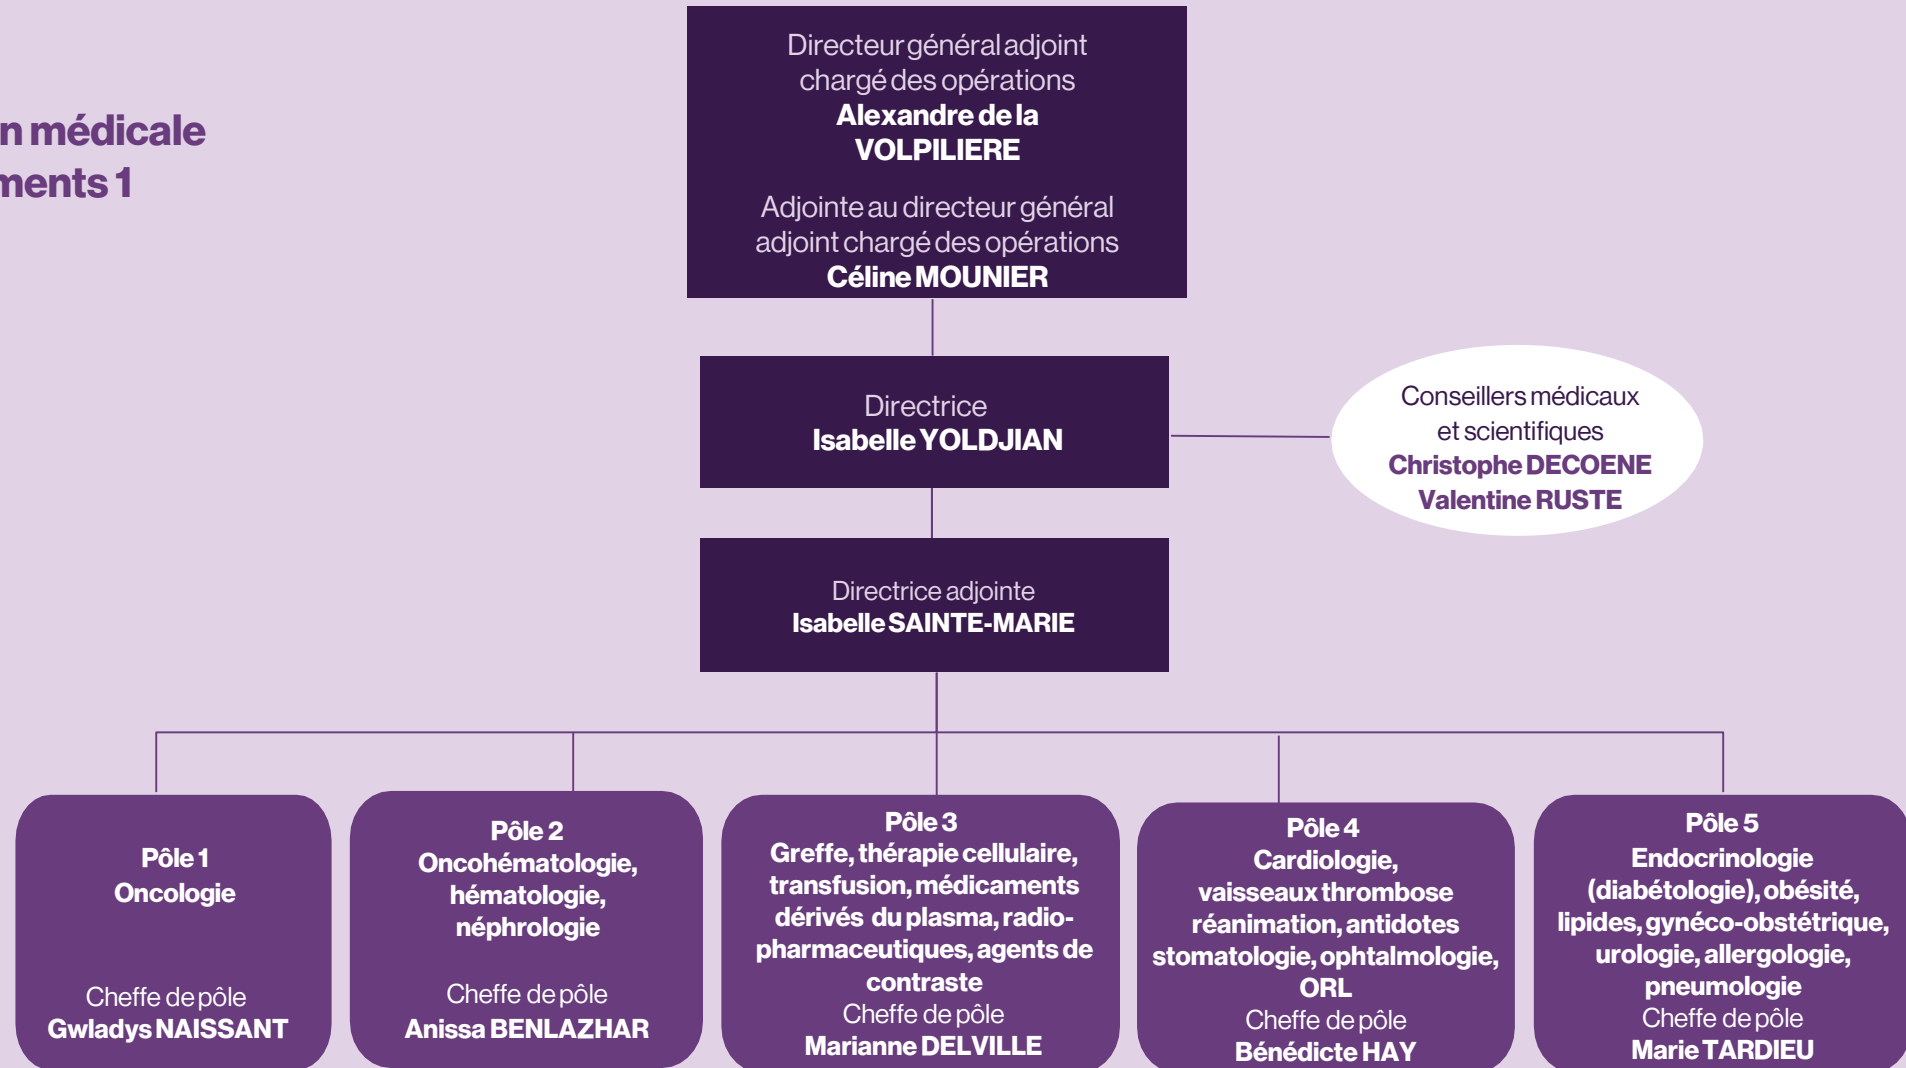 n médicale
ments 1
Directeur général adjoint
chargé des opérations
Alexandre de la
VOLPILIERE
Adjointe au directeur général
adjoint chargé des opérations
Céline MOUNIER
Directrice
Isabelle YOLDJIAN
Conseillers médicaux
et scientifiques
Christophe DECOENE
Valentine RUSTE
Directrice adjointe
Isabelle SAINTE-MARIE
Pôle 1
Oncologie
Cheffe de pôle
Gwladys NAISSANT
Pôle 2
Oncohématologie,
hématologie,
néphrologie
Cheffe de pôle
Anissa BENLAZHAR
Pôle 3
Greffe, thérapie cellulaire,
transfusion, médicaments
dérivés du plasma, radio-
pharmaceutiques, agents de
contraste
Cheffe de pôle
Marianne DELVILLE
Pôle 4
Cardiologie,
vaisseaux thrombose
réanimation, antidotes
stomatologie, ophtalmologie,
ORL
Cheffe de pôle
Bénédicte HAY
Pôle 5
Endocrinologie
(diabétologie), obésité,
lipides, gynéco-obstétrique,
urologie, allergologie,
pneumologie
Cheffe de pôle
Marie TARDIEU